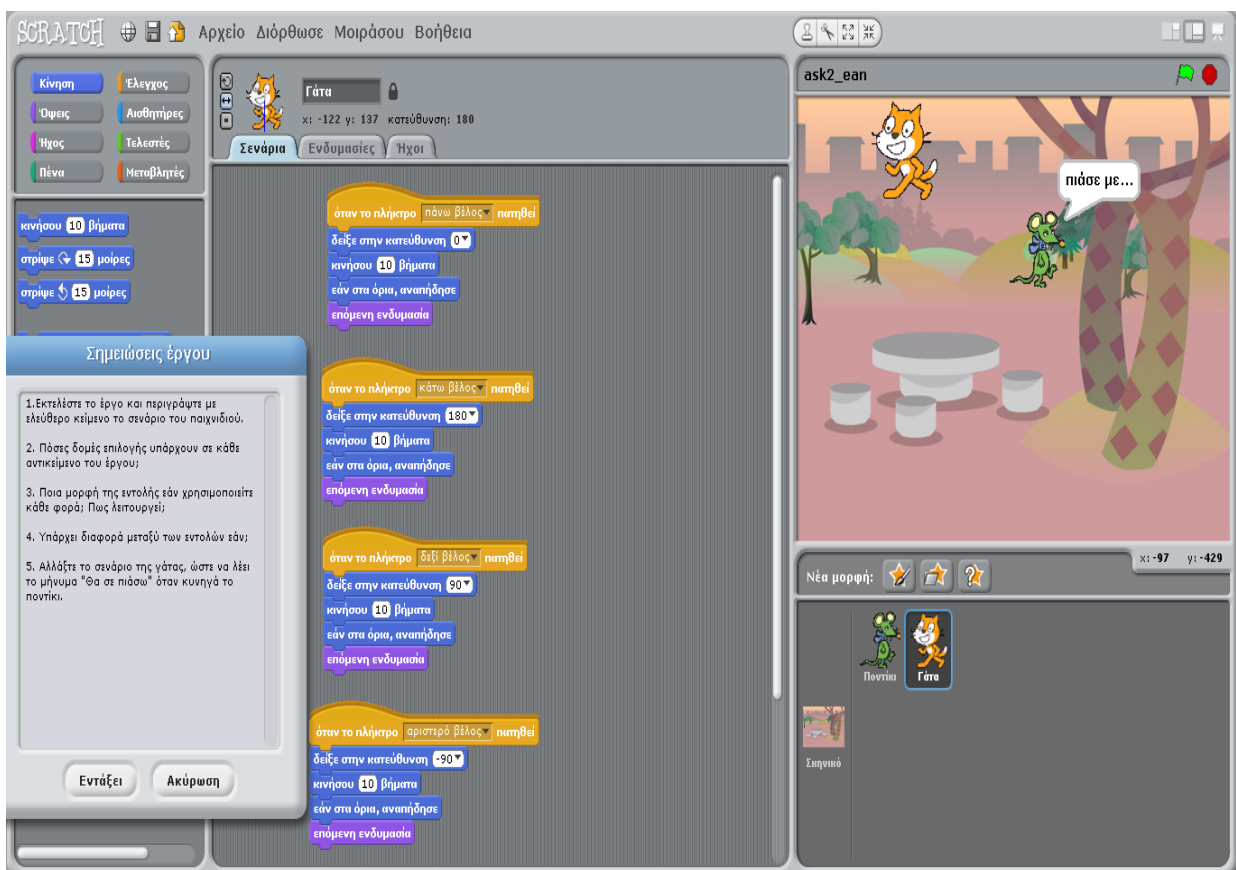 SCRATCH Αρχείο Διόρθωσε Μοιράσου Βοήθεια
Κίνηση Έλεγχος
Όψεις Αισθητήρες
Ήχος Τελεστές
Πένα Μεταβλητές
κινήσου 10 βήματα
στρίψε 15 μοίρες
στρίψε 15 μοίρες
Γάτα
x: -122 y: 137 κατεύθυνση: 180
Σενάρια Ενδυμασίες Ήχοι
όταν το πλήκτρο πάνω βέλος πατηθεί
δείξε στην κατεύθυνση 0
κινήσου 10 βήματα
εάν στα όρια, αναπήδησε
επόμενη ενδυμασία
όταν το πλήκτρο κάτω βέλος πατηθεί
δείξε στην κατεύθυνση 180
κινήσου 10 βήματα
εάν στα όρια, αναπήδησε
επόμενη ενδυμασία
όταν το πλήκτρο δεξί βέλος πατηθεί
δείξε στην κατεύθυνση 90
κινήσου 10 βήματα
εάν στα όρια, αναπήδησε
επόμενη ενδυμασία
όταν το πλήκτρο αριστερό βέλος πατηθεί
δείξε στην κατεύθυνση -90
κινήσου 10 βήματα
εάν στα όρια, αναπήδησε
επόμενη ενδυμασία
Σημειώσεις έργου
1.Εκτελέστε το έργο και περιγράψτε με
ελεύθερο κείμενο το σενάριο του παιχνιδιού.
2. Πόσες δομές επιλογής υπάρχουν σε κάθε
αντικείμενο του έργου;
3. Ποια μορφή της εντολής εάν χρησιμοποιείτε
κάθε φορά; Πως λειτουργεί;
4. Υπάρχει διαφορά μεταξύ των εντολών εάν;
5. Αλλάξτε το σενάριο της γάτας, ώστε να λέει
το μήνυμα "Θα σε πιάσω" όταν κυνηγά το
ποντίκι.
Εντάξει Ακύρωση
ask2_ean
πιάσε με...
x: -97 y: -429
Νέα μορφή:
Ποντίκι Γάτα
Σκηνικό